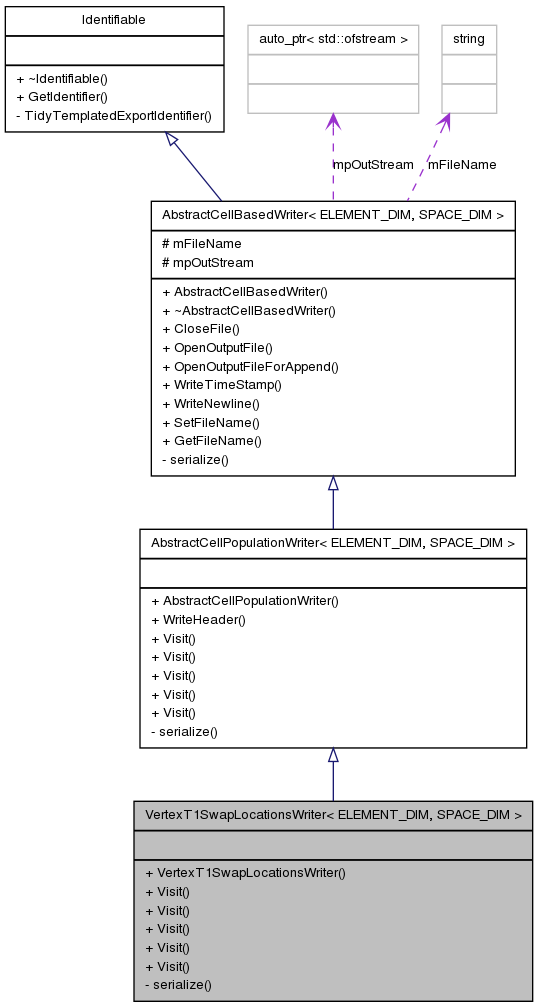 Identifiable
+ ~Identifiable()
+ GetIdentifier()
- TidyTemplatedExportIdentifier()
auto_ptr< std::ofstream >
string
mpOutStream
mFileName
AbstractCellBasedWriter< ELEMENT_DIM, SPACE_DIM >
# mFileName
# mpOutStream
+ AbstractCellBasedWriter()
+ ~AbstractCellBasedWriter()
+ CloseFile()
+ OpenOutputFile()
+ OpenOutputFileForAppend()
+ WriteTimeStamp()
+ WriteNewline()
+ SetFileName()
+ GetFileName()
- serialize()
AbstractCellPopulationWriter< ELEMENT_DIM, SPACE_DIM >
+ AbstractCellPopulationWriter()
+ WriteHeader()
+ Visit()
+ Visit()
+ Visit()
+ Visit()
+ Visit()
- serialize()
VertexT1SwapLocationsWriter< ELEMENT_DIM, SPACE_DIM >
+ VertexT1SwapLocationsWriter()
+ Visit()
+ Visit()
+ Visit()
+ Visit()
+ Visit()
- serialize()